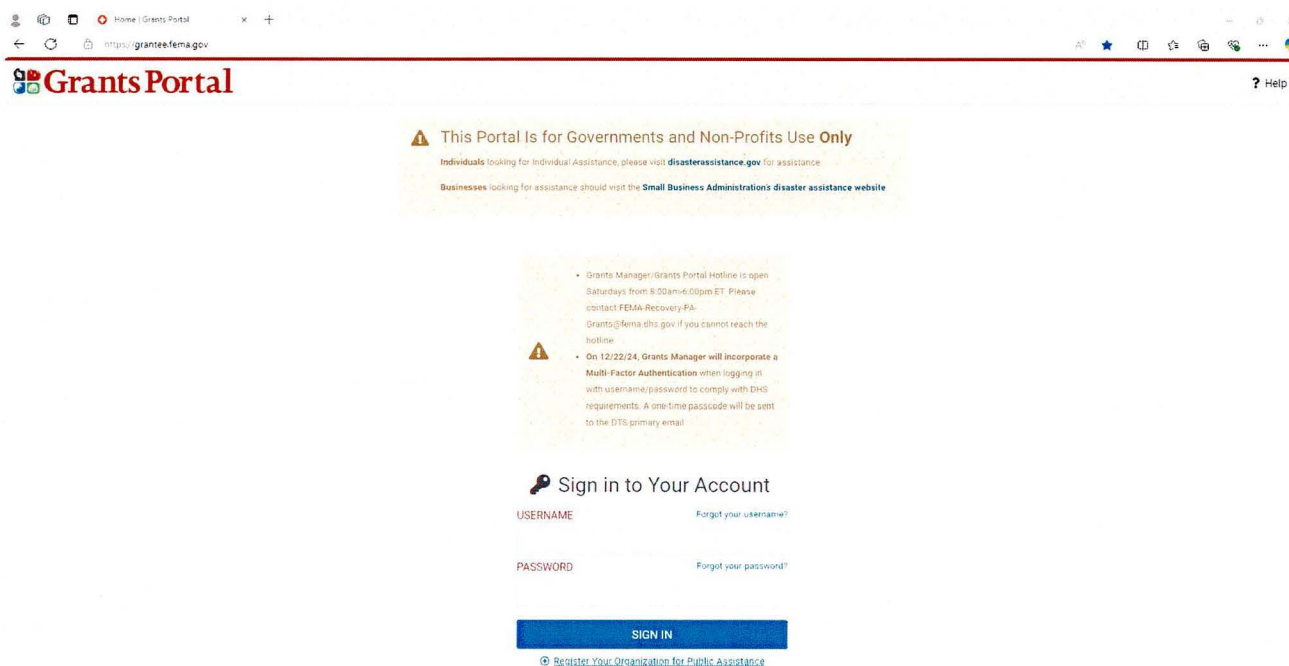 Home | Grants Portal
https://grantee.fema.gov
Grants Portal
? Help
This Portal Is for Governments and Non-Profits Use Only
Individuals looking for Individual Assistance, please visit disasterassistance.gov for assistance.
Businesses looking for assistance should visit the Small Business Administration's disaster assistance website
• Grants Manager/Grants Portal Hotline is open
Saturdays from 8:00am-6:00pm ET. Please
contact FEMA-Recovery-PA-
Grants@fema.dhs.gov if you cannot reach the
hotline
• On 12/22/24, Grants Manager will incorporate a
Multi-Factor Authentication when logging in
with username/password to comply with DHS
requirements. A one-time passcode will be sent
to the DTS primary email
Sign in to Your Account
USERNAME Forgot your username?
PASSWORD Forgot your password?
SIGN IN
Register Your Organization for Public Assistance